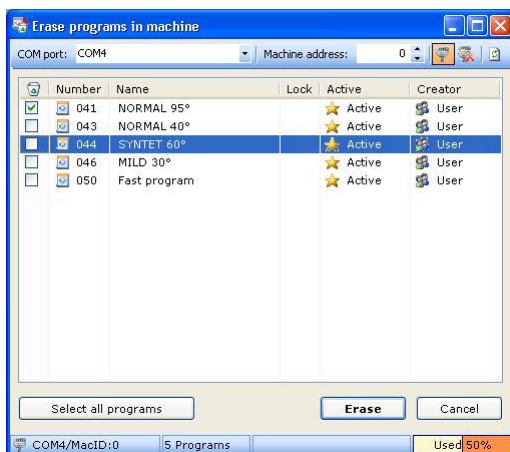 Erase programs in machine
COM port: COM4 Machine address: 0
Number Name Lock Active Creator
041 NORMAL 95° Active User
043 NORMAL 40° Active User
044 SYNTET 60° Active User
046 MILD 30° Active User
050 Fast program Active User
Select all programs Erase Cancel
COM4/MacID:0 5 Programs Used 50%